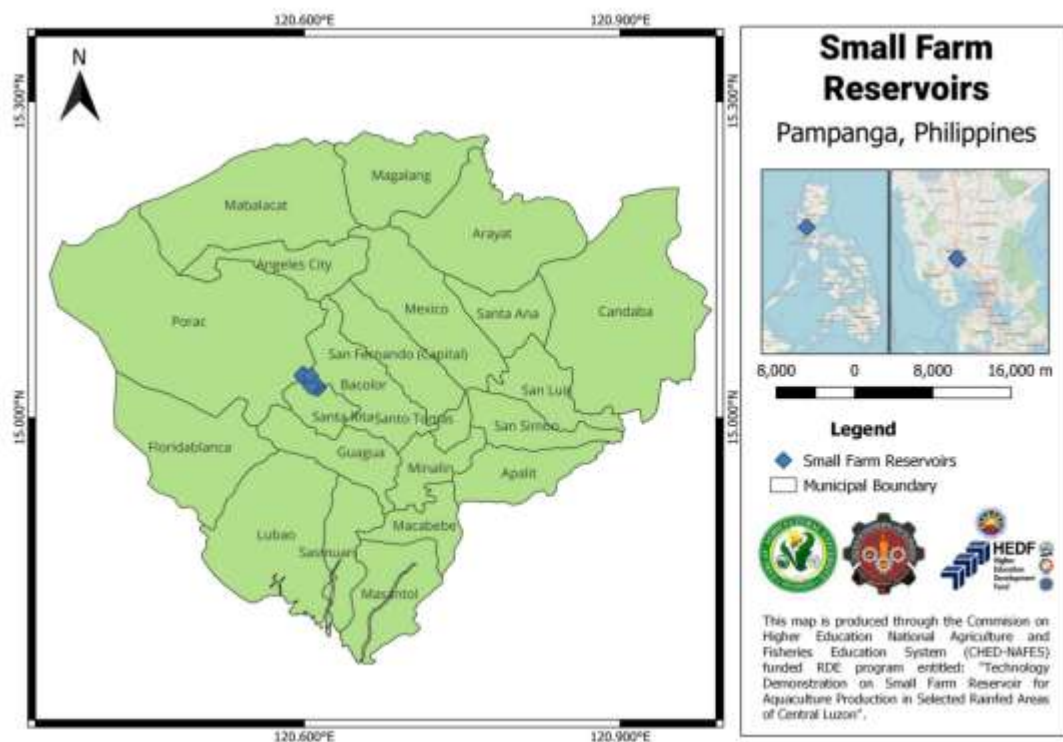 120.600°E 120.900°E
N
15.300°N 15.300°N
Magalang
Mabalacat
Arayat
Angeles City
Mexico
Santa Ana
Candaba
Porac
San Fernando (Capital)
Bacolor
San Luis
Santa Rita
Santo Tomas
San Simon
15.000°N 15.000°N
Floridablanca
Guagua
Minalin
Apalit
Lubao
Macabebe
Sasmuan
Masantol
120.600°E 120.900°E
Small Farm
Reservoirs
Pampanga, Philippines
8,000 0 8,000 16,000 m
Legend
Small Farm Reservoirs
Municipal Boundary
HEDF
Higher
Education
Development
Fund
This map is produced through the Commision on
Higher Education National Agriculture and
Fisheries Education System (CHED-NAFES)
funded RDE program entitled: "Technology
Demonstration on Small Farm Reservoir for
Aquaculture Production in Selected Rainfed Areas
of Central Luzon".